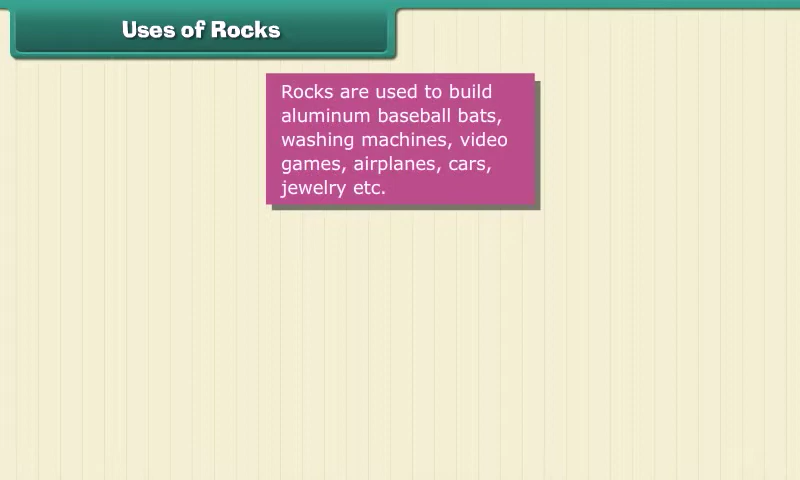 Uses of Rocks
Rocks are used to build
aluminum baseball bats,
washing machines, video
games, airplanes, cars,
jewelry etc.